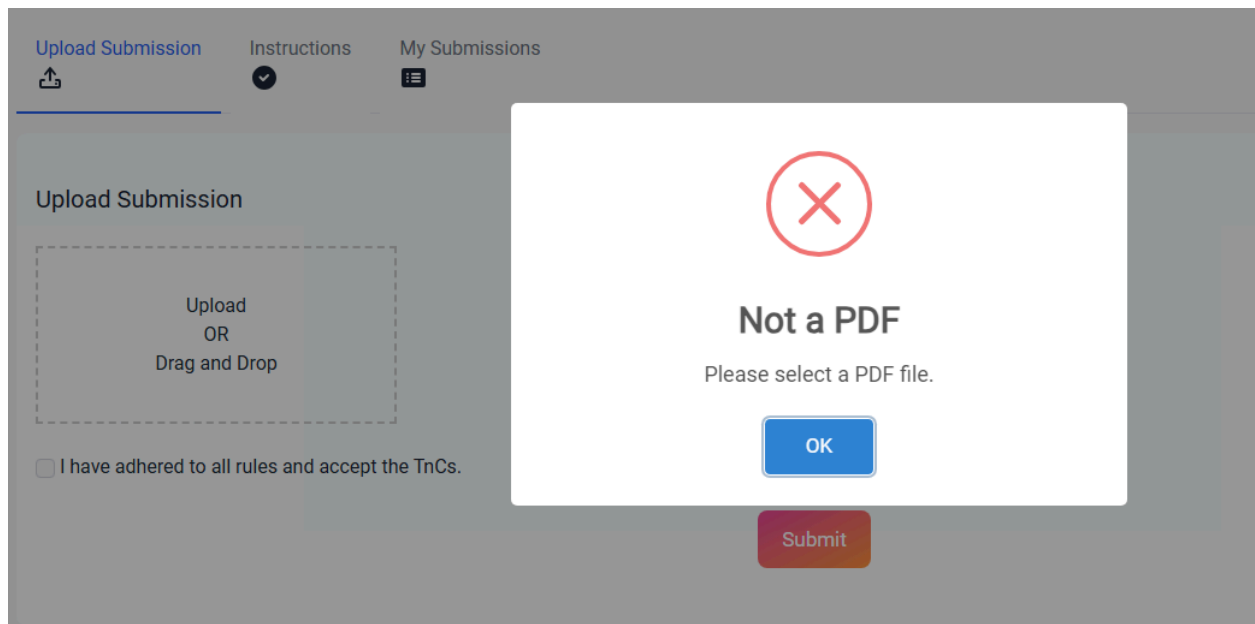 Upload Submission
Instructions
My Submissions
Upload Submission
Upload
OR
Drag and Drop
I have adhered to all rules and accept the TnCs.
Not a PDF
Please select a PDF file.
OK
Submit